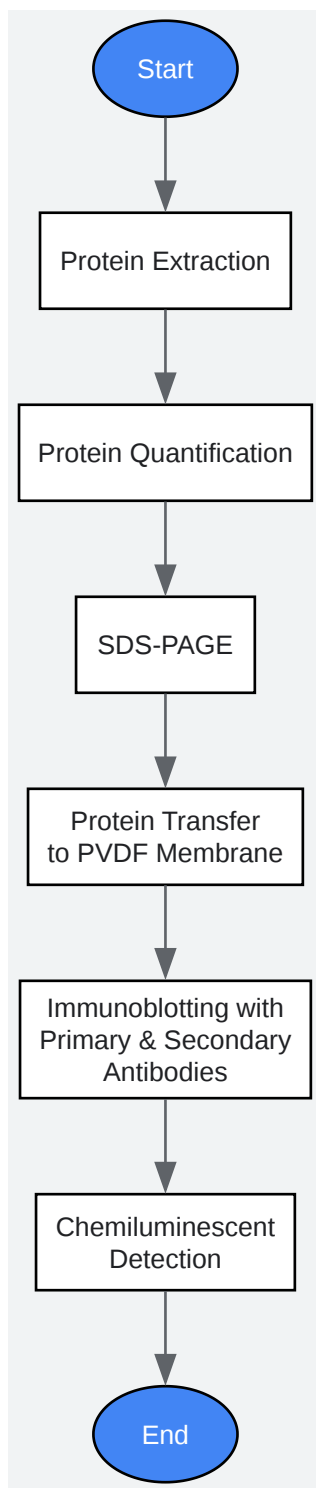 Start
Protein Extraction
Protein Quantification
SDS-PAGE
Protein Transfer
to PVDF Membrane
Immunoblotting with
Primary & Secondary
Antibodies
Chemiluminescent
Detection
End